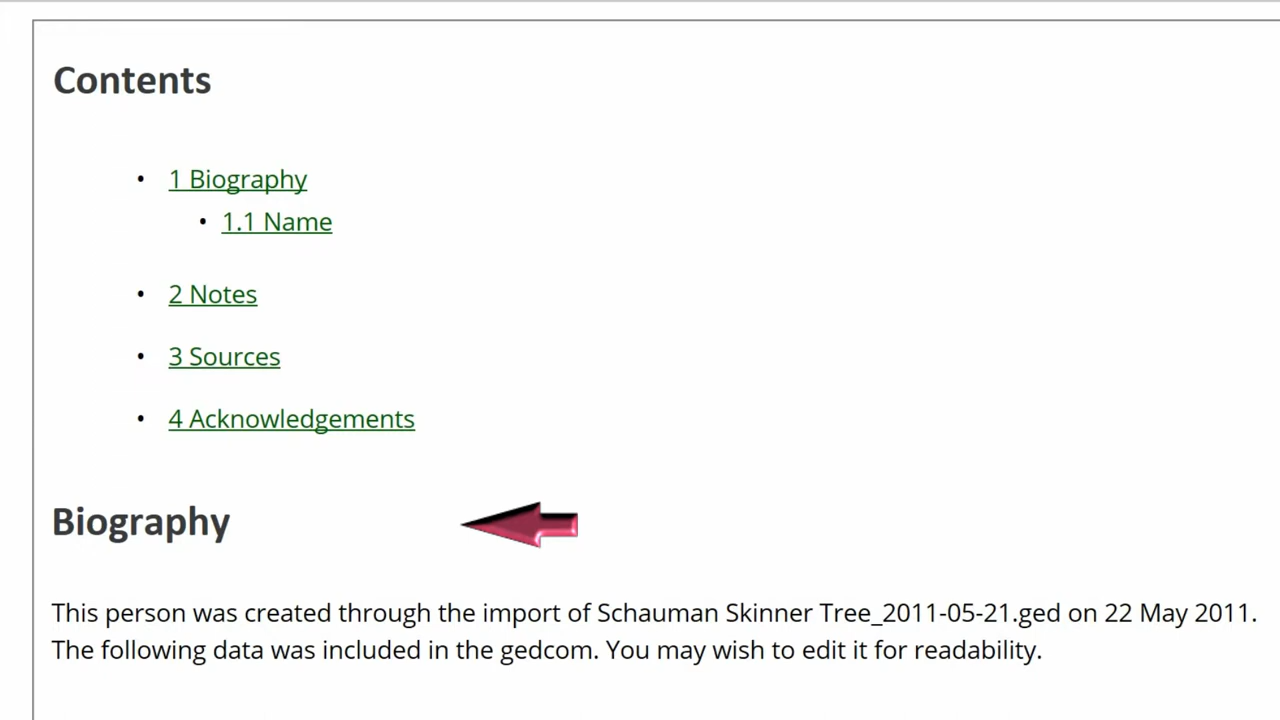 Contents
• 1 Biography
• 1.1 Name
• 2 Notes
• 3 Sources
• 4 Acknowledgements
Biography
This person was created through the import of Schauman Skinner Tree_2011-05-21.ged on 22 May 2011.
The following data was included in the gedcom. You may wish to edit it for readability.